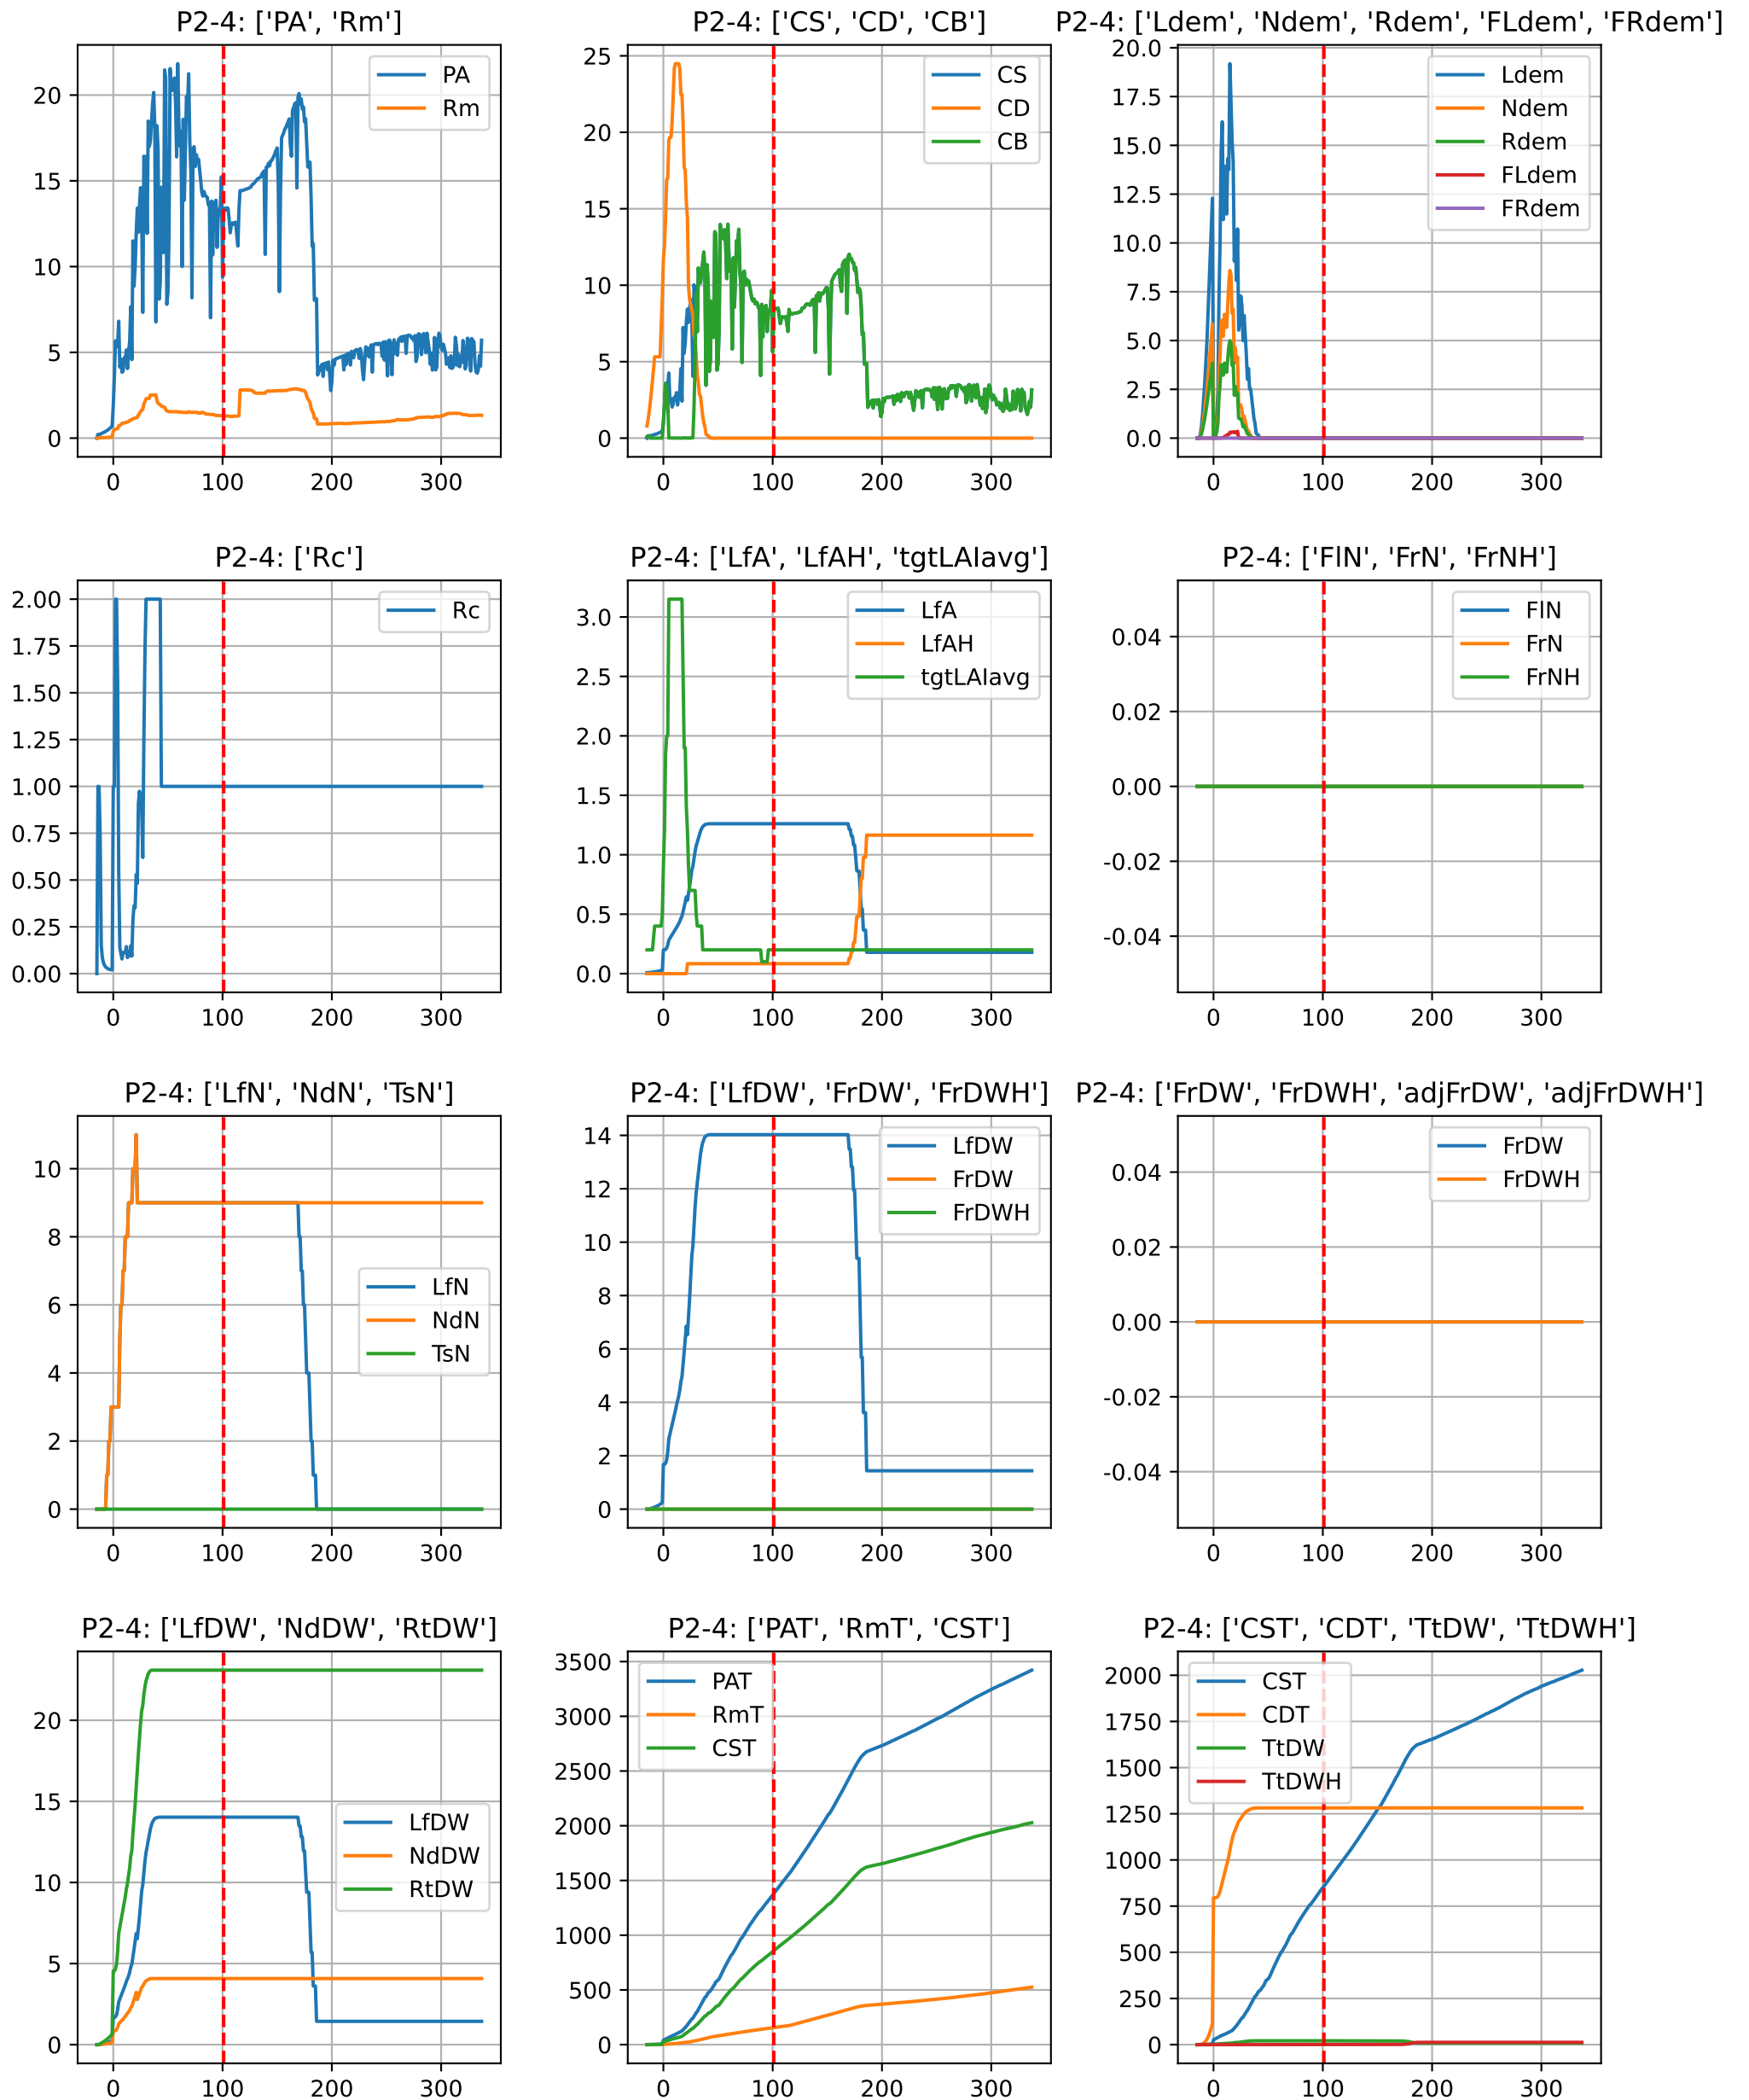 P2-4: ['PA', 'Rm']
20
15
10
5
0
0 100 200 300
PA
Rm
P2-4: ['CS', 'CD', 'CB']
25
20
15
10
5
0
0 100 200 300
CS
CD
CB
P2-4: ['Ldem', 'Ndem', 'Rdem', 'FLdem', 'FRdem']
20.0
17.5
15.0
12.5
10.0
7.5
5.0
2.5
0.0
0 100 200 300
Ldem
Ndem
Rdem
FLdem
FRdem
P2-4: ['Rc']
2.00
1.75
1.50
1.25
1.00
0.75
0.50
0.25
0.00
0 100 200 300
Rc
P2-4: ['LfA', 'LfAH', 'tgtLAIavg']
3.0
2.5
2.0
1.5
1.0
0.5
0.0
0 100 200 300
LfA
LfAH
tgtLAIavg
P2-4: ['FlN', 'FrN', 'FrNH']
0.04
0.02
0.00
-0.02
-0.04
0 100 200 300
FlN
FrN
FrNH
P2-4: ['LfN', 'NdN', 'TsN']
10
8
6
4
2
0
0 100 200 300
LfN
NdN
TsN
P2-4: ['LfDW', 'FrDW', 'FrDWH']
14
12
10
8
6
4
2
0
0 100 200 300
LfDW
FrDW
FrDWH
P2-4: ['FrDW', 'FrDWH', 'adjFrDW', 'adjFrDWH']
0.04
0.02
0.00
-0.02
-0.04
0 100 200 300
FrDW
FrDWH
P2-4: ['LfDW', 'NdDW', 'RtDW']
20
15
10
5
0
0 100 200 300
LfDW
NdDW
RtDW
P2-4: ['PAT', 'RmT', 'CST']
3500
3000
2500
2000
1500
1000
500
0
0 100 200 300
PAT
RmT
CST
P2-4: ['CST', 'CDT', 'TtDW', 'TtDWH']
2000
1750
1500
1250
1000
750
500
250
0
0 100 200 300
CST
CDT
TtDW
TtDWH